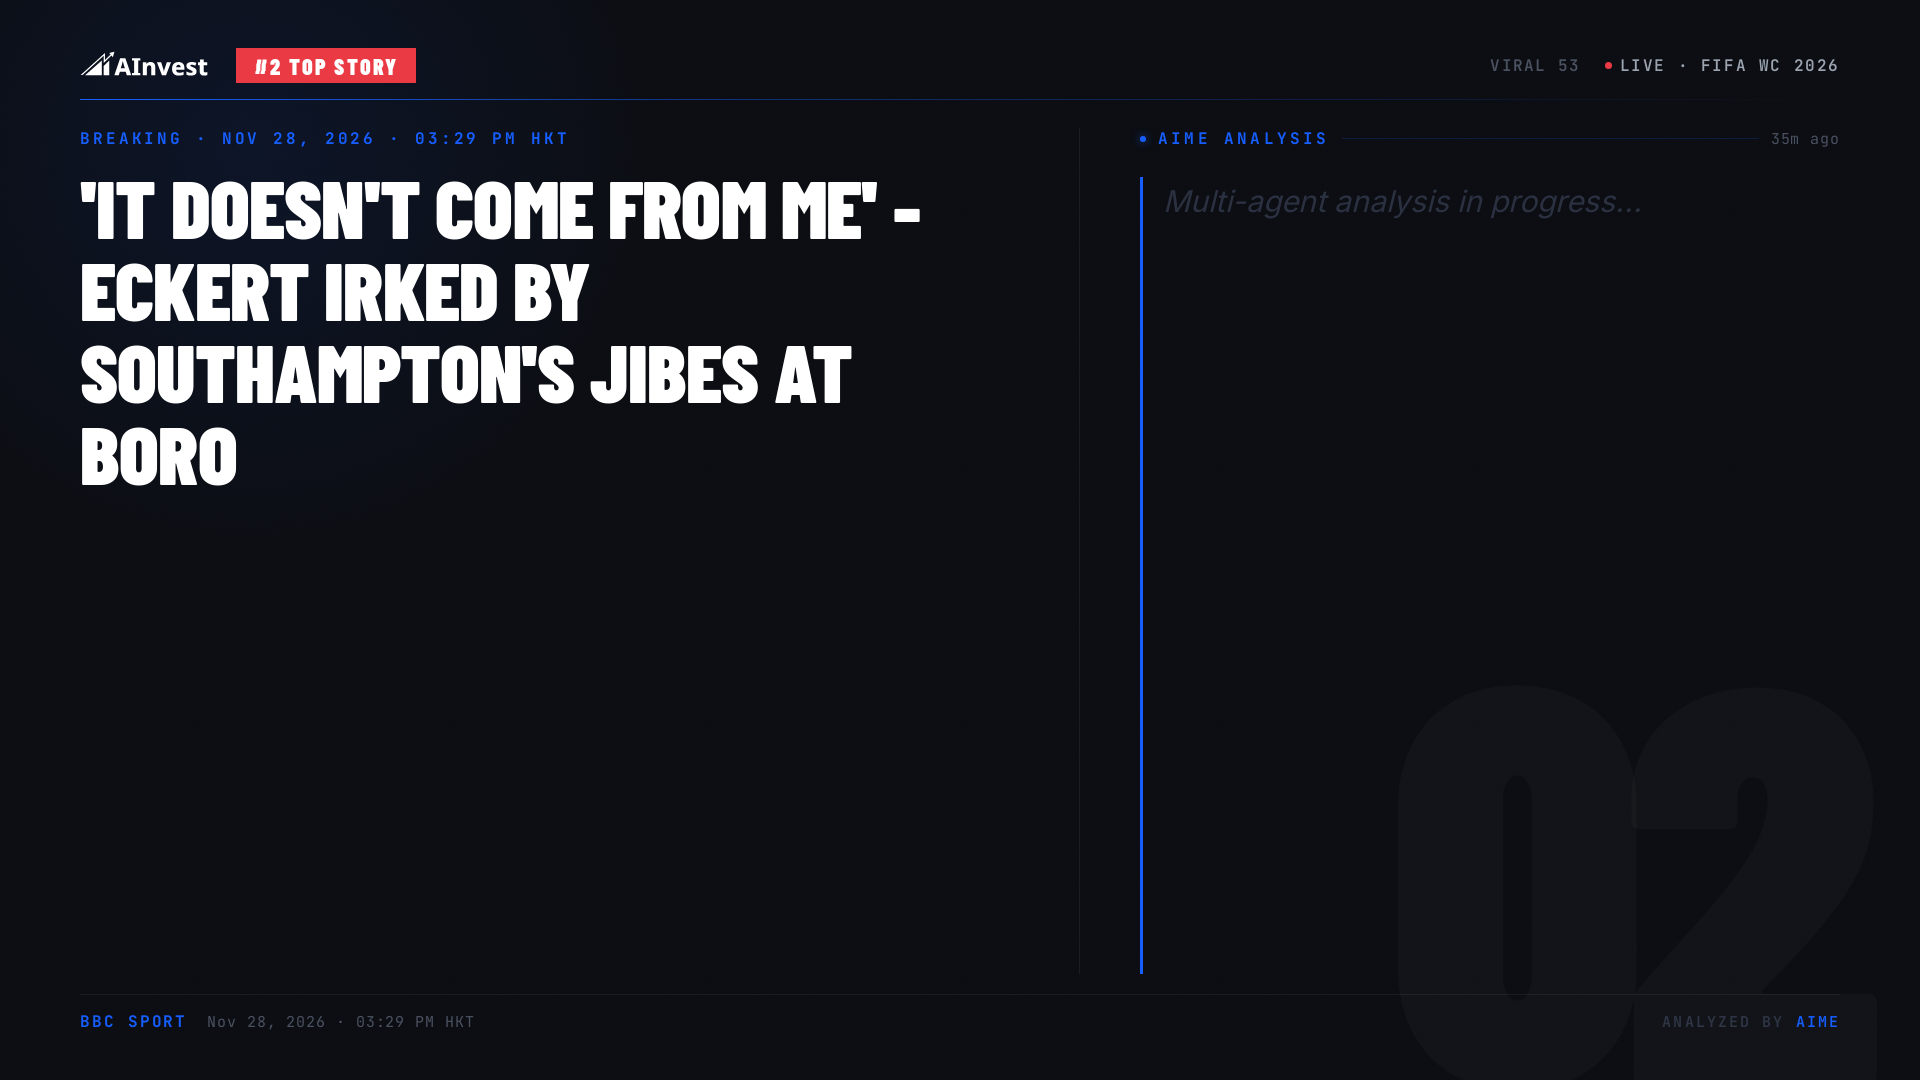 AInvest
#2 TOP STORY
VIRAL 53
LIVE · FIFA WC 2026
BREAKING · NOV 28, 2026 · 03:29 PM HKT
'IT DOESN'T COME FROM ME' -
ECKERT IRKED BY
SOUTHAMPTON'S JIBES AT
BORO
AIME ANALYSIS
35m ago
Multi-agent analysis in progress...
02
BBC SPORT Nov 28, 2026 · 03:29 PM HKT
ANALYZED BY AIME